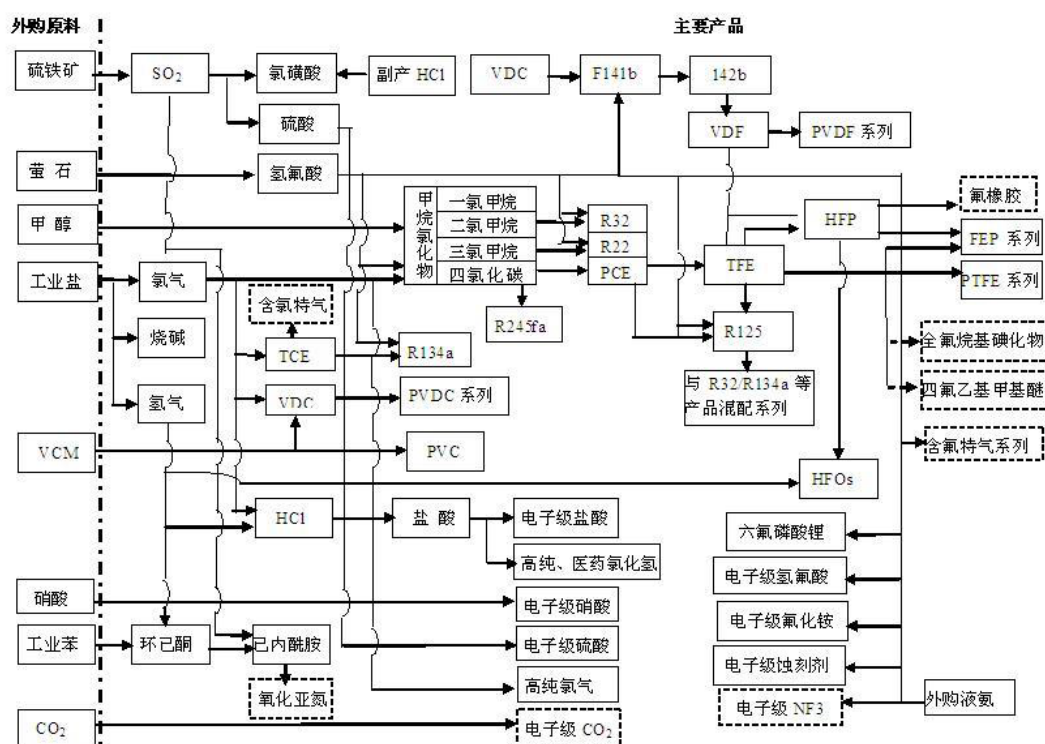 外购原料
主要产品
硫铁矿
SO₂
氯磺酸
副产 HCl
VDC
F141b
142b
硫酸
VDF
PVDF 系列
萤 石
氢氟酸
甲醇
甲烷氯化物
一氯甲烷
二氯甲烷
三氯甲烷
四氯化碳
R32
R22
PCE
HFP
氟橡胶
FEP 系列
TFE
PTFE 系列
工业盐
氯气
含氯特气
R245fa
R125
烧碱
TCE
R134a
全氟烷基碘化物
氢气
VDC
PVDC 系列
与 R32/R134a 等
产品混配系列
四氟乙基甲基醚
VCM
PVC
含氟特气系列
HFOs
HCl
盐 酸
电子级盐酸
六氟磷酸锂
高纯、医药氯化氢
电子级氢氟酸
硝酸
电子级硝酸
电子级氟化铵
工业苯
环己酮
己内酰胺
电子级硫酸
电子级蚀刻剂
氧化亚氮
高纯氯气
电子级 NF3
外购液氨
CO₂
电子级 CO₂